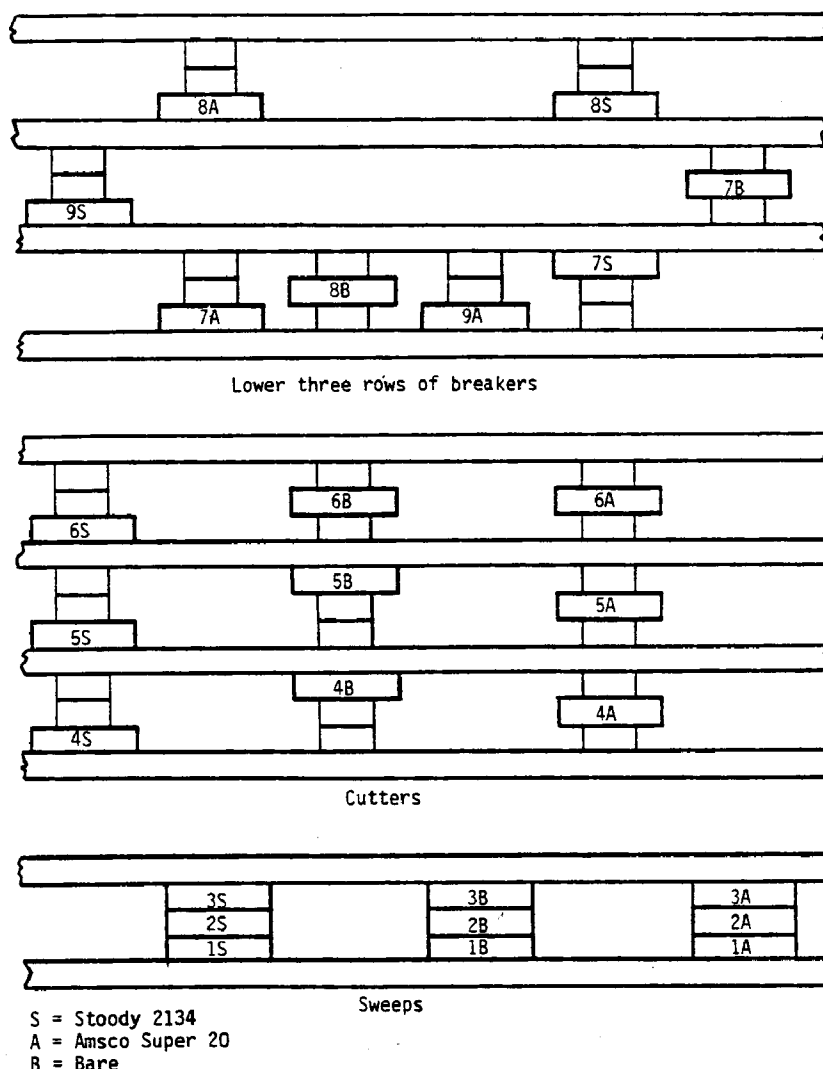 8A 8S
7B
9S
7S
8B
7A 9A
Lower three rows of breakers
6B 6A
6S
5B
5A
5S
4B
4A
4S
Cutters
3S 3B 3A
2S 2B 2A
1S 1B 1A
Sweeps
S = Stoody 2134
A = Amsco Super 20
B = Bare